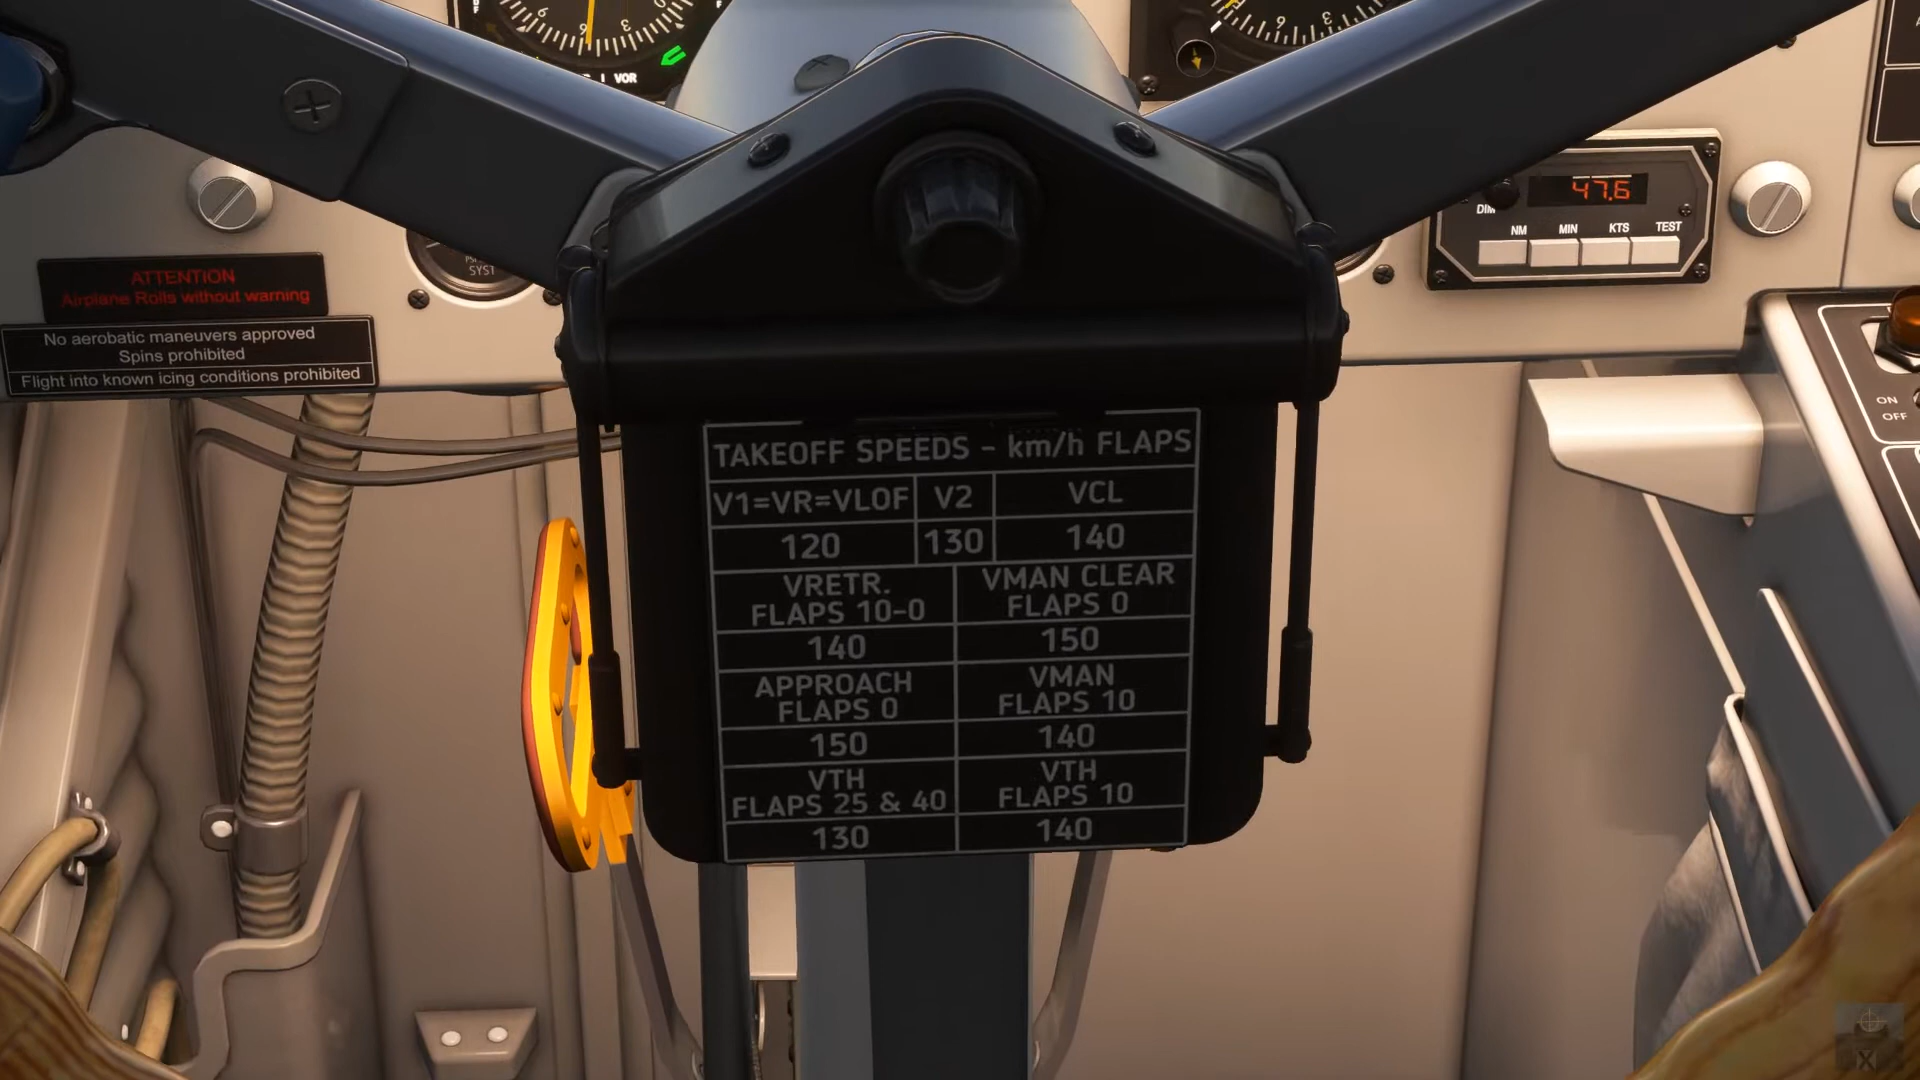 VOR
SYST
47.6
DIM
NM MIN KTS TEST
ATTENTION
Airplane Rolls without warning
No aerobatic maneuvers approved
Spins prohibited
Flight into known icing conditions prohibited
ON
OFF
TAKEOFF SPEEDS - km/h FLAPS
V1=VR=VLOF V2 VCL
120 130 140
VRETR.
FLAPS 10-0
VMAN CLEAR
FLAPS 0
140 150
APPROACH
FLAPS 0
VMAN
FLAPS 10
150 140
VTH
FLAPS 25 & 40
VTH
FLAPS 10
130 140